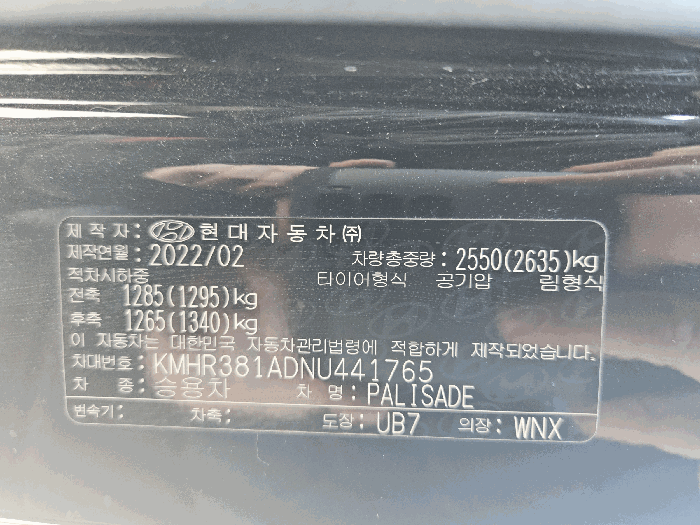 제작자: 현대자동차㈜
제작연월: 2022/02 차량총중량: 2550(2635)kg
적차시하중 타이어형식 공기압 림형식
전축 1285(1295)kg
후축 1265(1340)kg
이 자동차는 대한민국 자동차관리법령에 적합하게 제작되었습니다.
차대번호: KMHR381ADNU441765
차 종: 승용차 차 명: PALISADE
변속기: 차축: 도장: UB7 의장: WNX